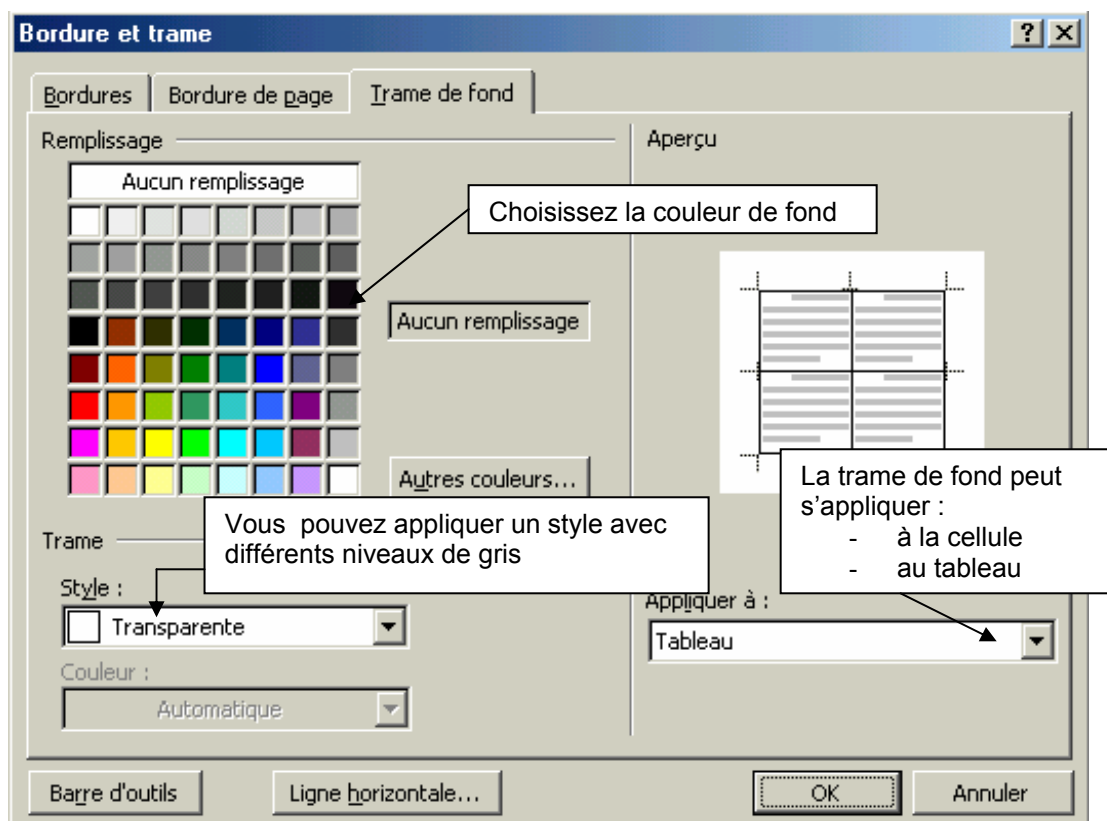 Bordure et trame
Bordures
Bordure de page
Trame de fond
Remplissage
Aucun remplissage
Choisissez la couleur de fond
Aucun remplissage
Autres couleurs...
Aperçu
La trame de fond peut
s’appliquer :
- à la cellule
- au tableau
Vous pouvez appliquer un style avec
différents niveaux de gris
Trame
Style :
Transparente
Couleur :
Automatique
Appliquer à :
Tableau
Barre d'outils
Ligne horizontale...
OK
Annuler